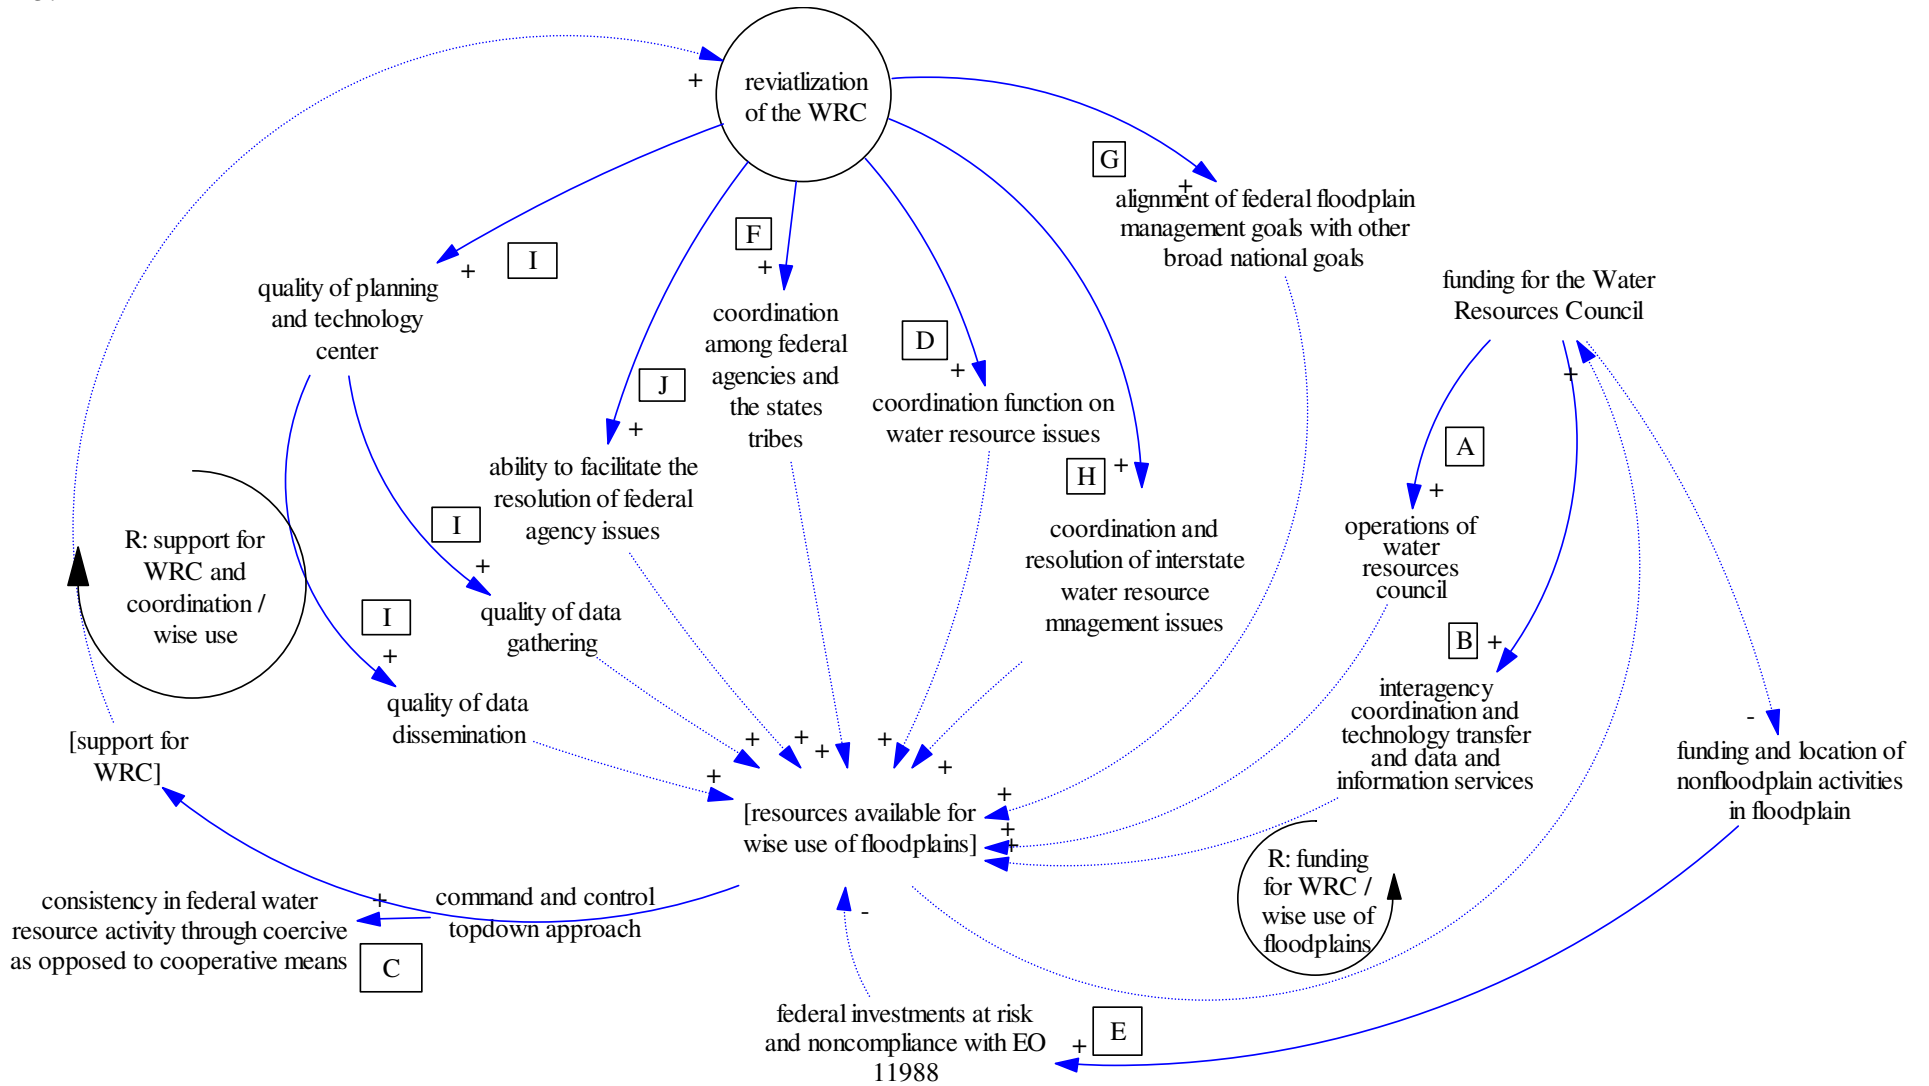 reviatlization
of the WRC
+
G
+
alignment of federal floodplain
management goals with other
broad national goals
F
+
I
+
quality of planning
and technology
center
funding for the Water
Resources Council
+
coordination
among federal
agencies and
the states
tribes
D
+
coordination function on
water resource issues
J
+
ability to facilitate the
resolution of federal
agency issues
H
+
coordination and
resolution of interstate
water resource
mnagement issues
A
+
operations of
water
resources
council
I
+
quality of data
gathering
R: support for
WRC and
coordination /
wise use
I
+
quality of data
dissemination
B
+
interagency
coordination and
technology transfer
and data and
information services
-
funding and location of
nonfloodplain activities
in floodplain
[support for
WRC]
+
+
+
+
+
+
+
+
+
[resources available for
wise use of floodplains]
R: funding
for WRC /
wise use of
floodplains
+
command and control
topdown approach
consistency in federal water
resource activity through coercive
as opposed to cooperative means
C
-
federal investments at risk
and noncompliance with EO
11988
+
E